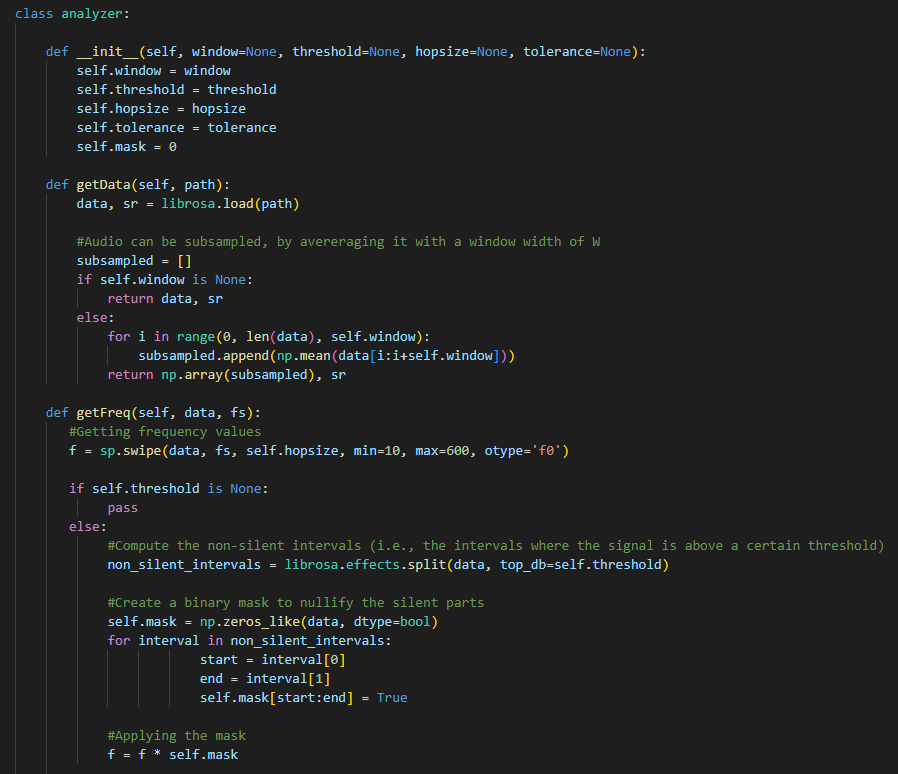 class analyzer:
def __init__(self, window=None, threshold=None, hopsize=None, tolerance=None):
self.window = window
self.threshold = threshold
self.hopsize = hopsize
self.tolerance = tolerance
self.mask = 0
def getData(self, path):
data, sr = librosa.load(path)
#Audio can be subsampled, by avereraging it with a window width of W
subsampled = []
if self.window is None:
return data, sr
else:
for i in range(0, len(data), self.window):
subsampled.append(np.mean(data[i:i+self.window]))
return np.array(subsampled), sr
def getFreq(self, data, fs):
#Getting frequency values
f = sp.swipe(data, fs, self.hopsize, min=10, max=600, otype='f0')
if self.threshold is None:
pass
else:
#Compute the non-silent intervals (i.e., the intervals where the signal is above a certain threshold)
non_silent_intervals = librosa.effects.split(data, top_db=self.threshold)
#Create a binary mask to nullify the silent parts
self.mask = np.zeros_like(data, dtype=bool)
for interval in non_silent_intervals:
start = interval[0]
end = interval[1]
self.mask[start:end] = True
#Applying the mask
f = f * self.mask